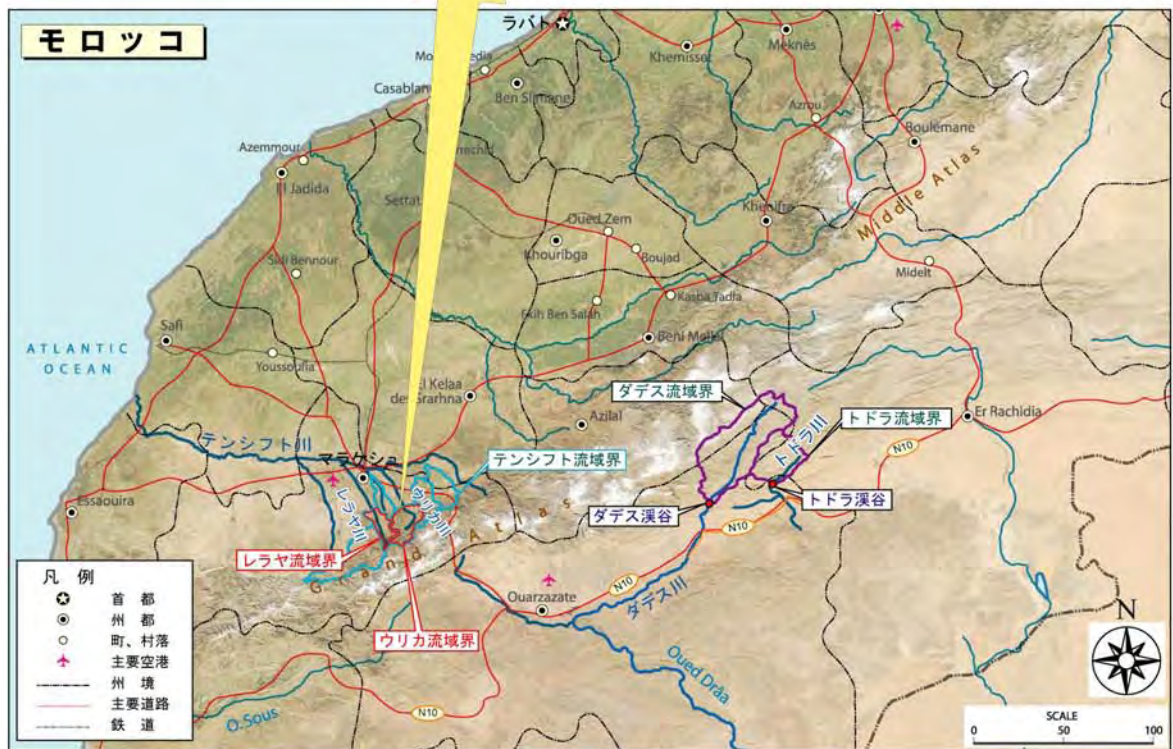 モロッコ
ラバト
Khemisset
Meknès
Ben Slimane
Azrou
Boulemane
Azemmour
El Jadida
Settat
Khenifra
Middle Atlas
Oued Zem
Khouribga
Boujad
Midelt
Sidi Bennour
Kasba Tadla
Fkih Ben Salah
Safi
Beni Mellal
ATLANTIC
OCEAN
Youssoufia
El Kelaa
des Srarhna
Azilal
ダデス流域界
トドラ川
トドラ流域界
Er Rachidia
テンシフト川
マラケシュ
テンシフト流域界
Essaouira
レラヤ川
ウリカ川
ダデス渓谷
トドラ渓谷
N10
N10
レラヤ流域界
Grand Atlas
N10
Ouarzazate
ダデス川
ウリカ流域界
Oued Drâa
O.Sous
N10
凡 例
首 都
州 都
町、村落
主要空港
州 境
主要道路
鉄 道
N
SCALE
0 50 100